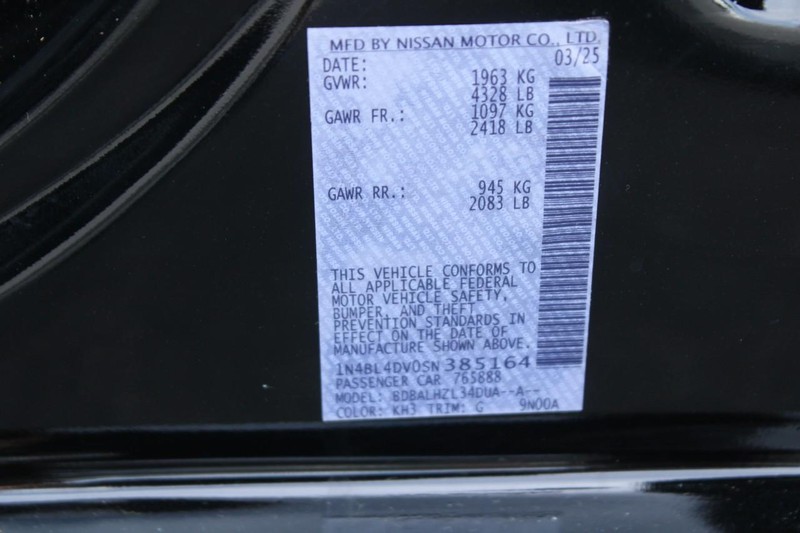 MFD BY NISSAN MOTOR CO., LTD.
DATE: 03/25
GVWR: 1963 KG
4328 LB
GAWR FR.: 1097 KG
2418 LB
GAWR RR.: 945 KG
2083 LB
THIS VEHICLE CONFORMS TO
ALL APPLICABLE FEDERAL
MOTOR VEHICLE SAFETY,
BUMPER, AND THEFT
PREVENTION STANDARDS IN
EFFECT ON THE DATE OF
MANUFACTURE SHOWN ABOVE.
1N4BL4DV0SN385164
PASSENGER CAR 765888
MODEL: BDBALHZL34DUA--A--
COLOR: KH3 TRIM: G 9N00A